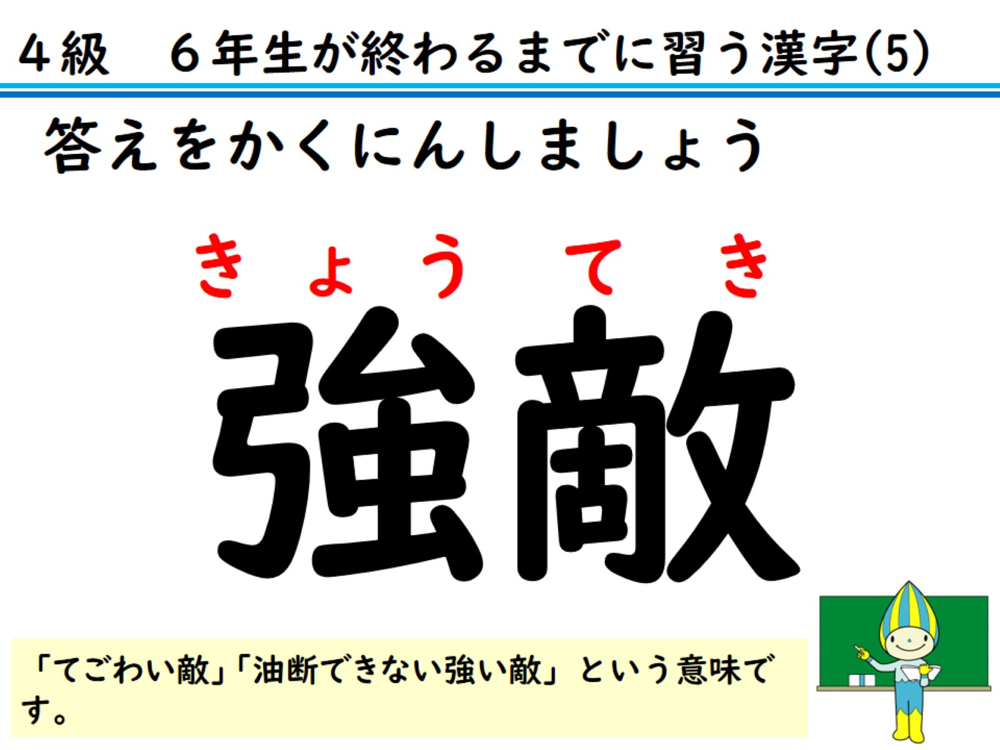 ４級　６年生が終わるまでに習う漢字(5)
答えをかくにんしましょう
きょうてき
強敵
「てごわい敵」「油断できない強い敵」という意味で
す。